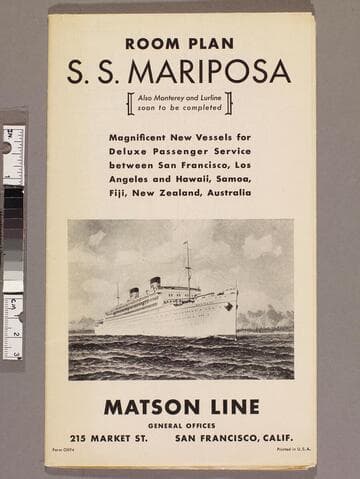 ROOM PLAN
S. S. MARIPOSA
Also Monterey and Lurline
soon to be completed
Magnificent New Vessels for
Deluxe Passenger Service
between San Francisco, Los
Angeles and Hawaii, Samoa,
Fiji, New Zealand, Australia
MATSON LINE
GENERAL OFFICES
215 MARKET ST. SAN FRANCISCO, CALIF.
Printed in U.S.A.